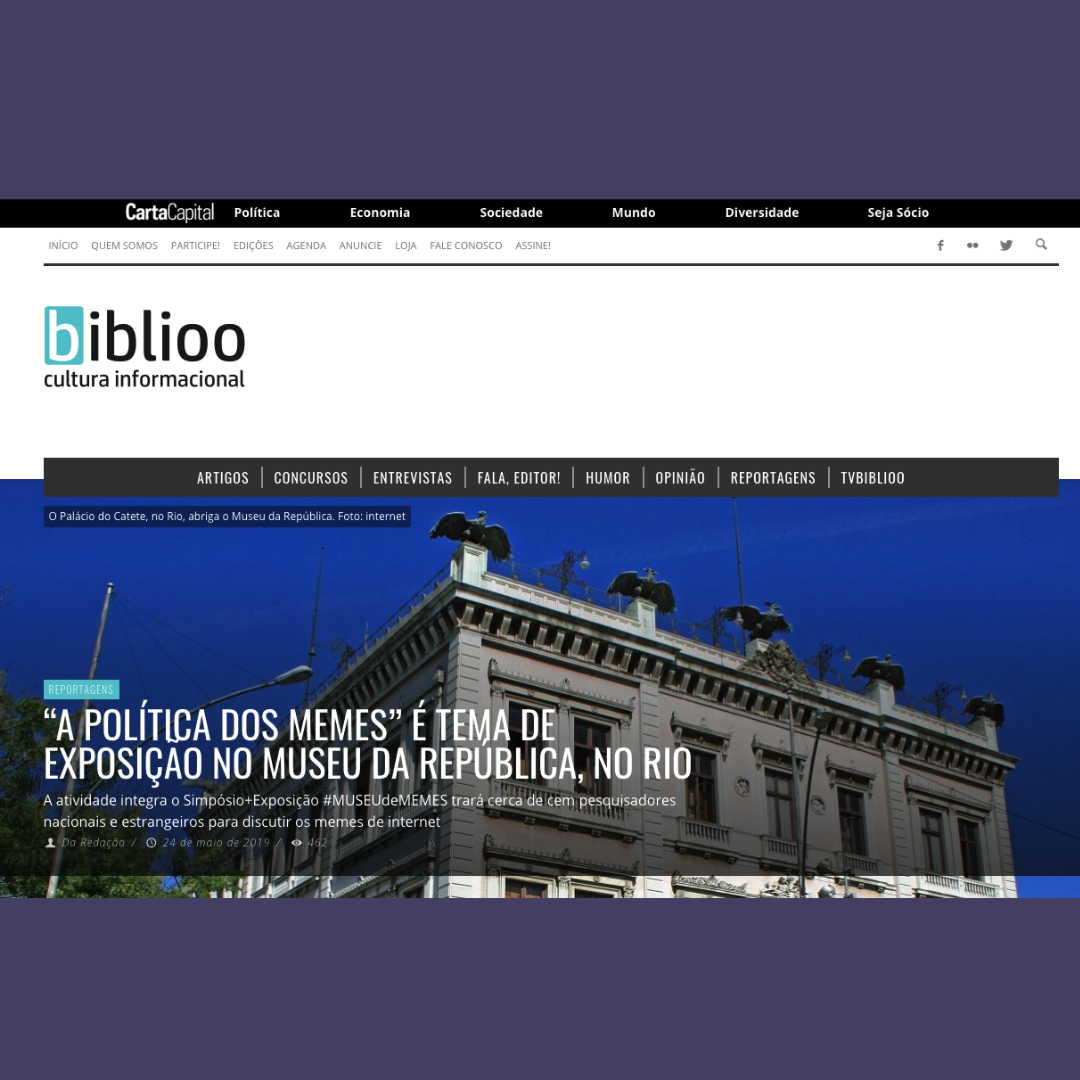 CartaCapital Política Economia Sociedade Mundo Diversidade Seja Sócio
INÍCIO QUEM SOMOS PARTICIPE! EDIÇÕES AGENDA ANUNCIE LOJA FALE CONOSCO ASSINE!
biblioo
cultura informacional
ARTIGOS CONCURSOS ENTREVISTAS FALA, EDITOR! HUMOR OPINIÃO REPORTAGENS TVBIBLIOO
O Palácio do Catete, no Rio, abriga o Museu da República. Foto: internet
REPORTAGENS
“A POLÍTICA DOS MEMES” É TEMA DE
EXPOSIÇÃO NO MUSEU DA REPÚBLICA, NO RIO
A atividade integra o Simpósio+Exposição #MUSEUdeMEMES trará cerca de cem pesquisadores
nacionais e estrangeiros para discutir os memes de internet
Da Redação / 24 de maio de 2019 / 462